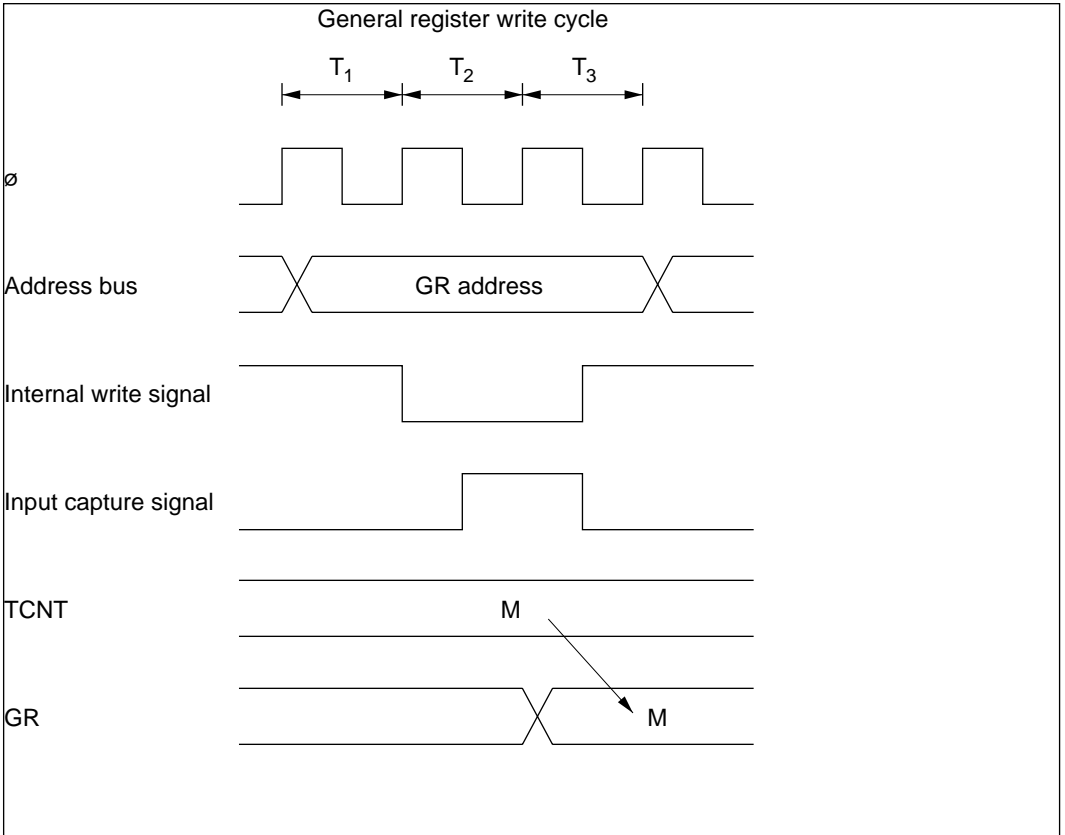 General register write cycle
T1 T2 T3
ø
Address bus GR address
Internal write signal
Input capture signal
TCNT M
GR M